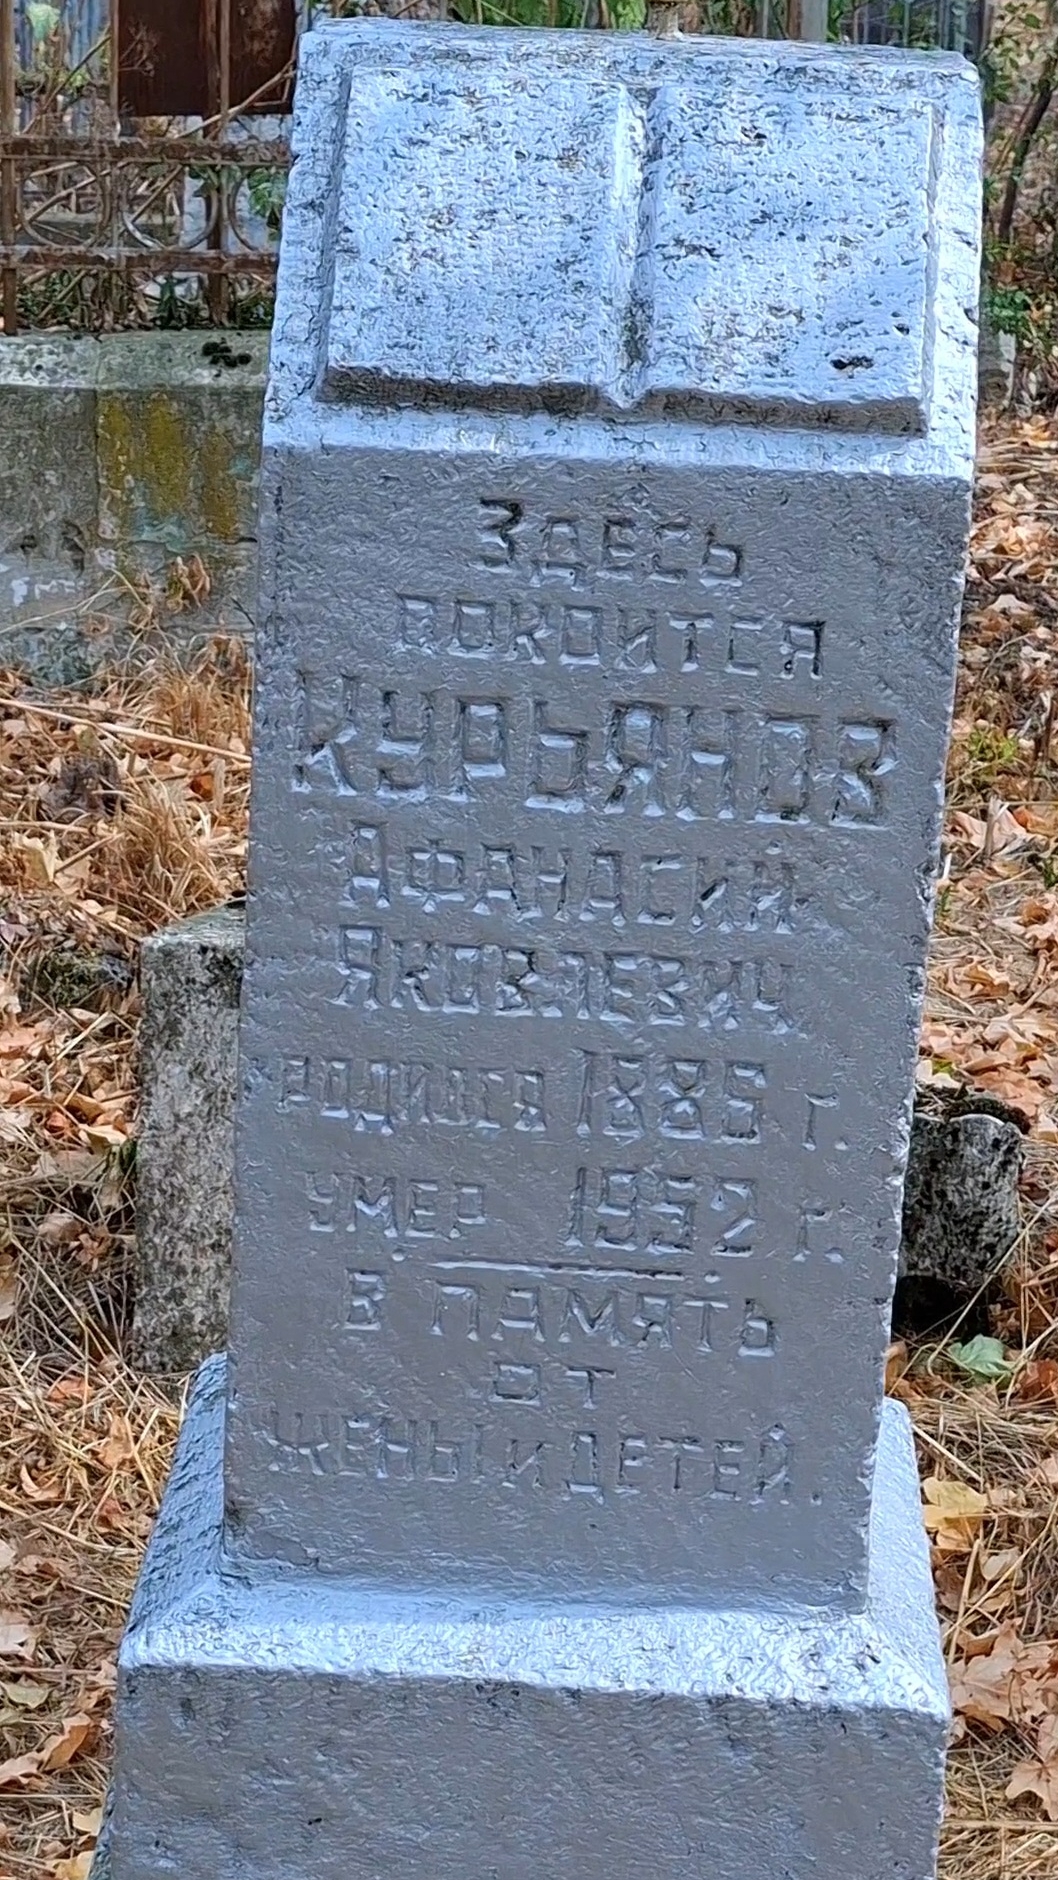 Здесь
покоится
Курьянов
Афанасий
Яковлевич
родился 1885 г.
умер 1952 г.
В память
от
жены и детей.